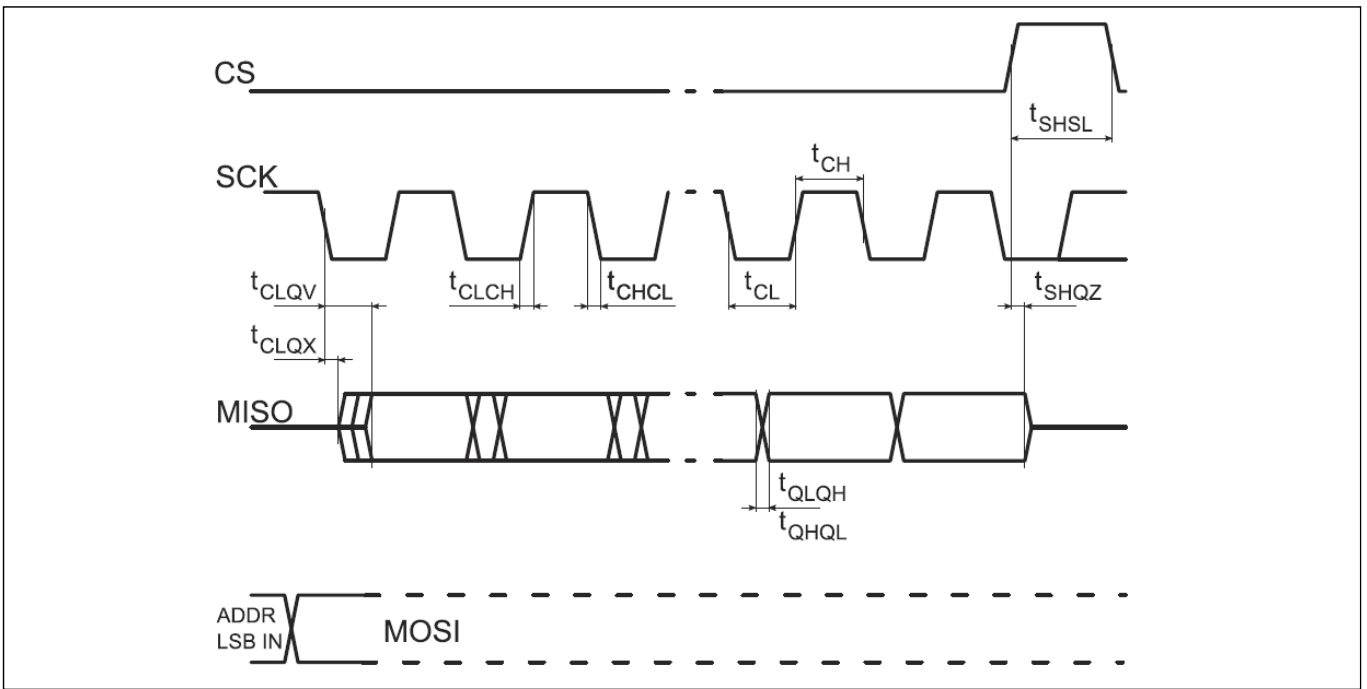 CS
tSHSL
tCH
SCK
tCLQV
tCLCH
tCHCL
tCL
tSHQZ
tCLQX
MISO
tQLQH
tQHQL
ADDR
LSB IN
MOSI